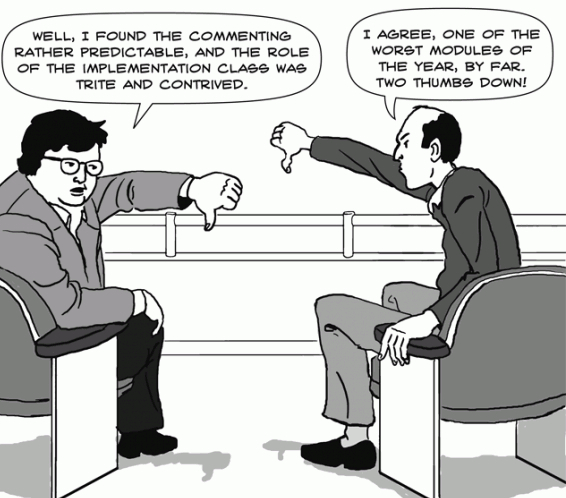 WELL, I FOUND THE COMMENTING
RATHER PREDICTABLE, AND THE ROLE
OF THE IMPLEMENTATION CLASS WAS
TRITE AND CONTRIVED.
I AGREE, ONE OF THE
WORST MODULES OF
THE YEAR, BY FAR.
TWO THUMBS DOWN!